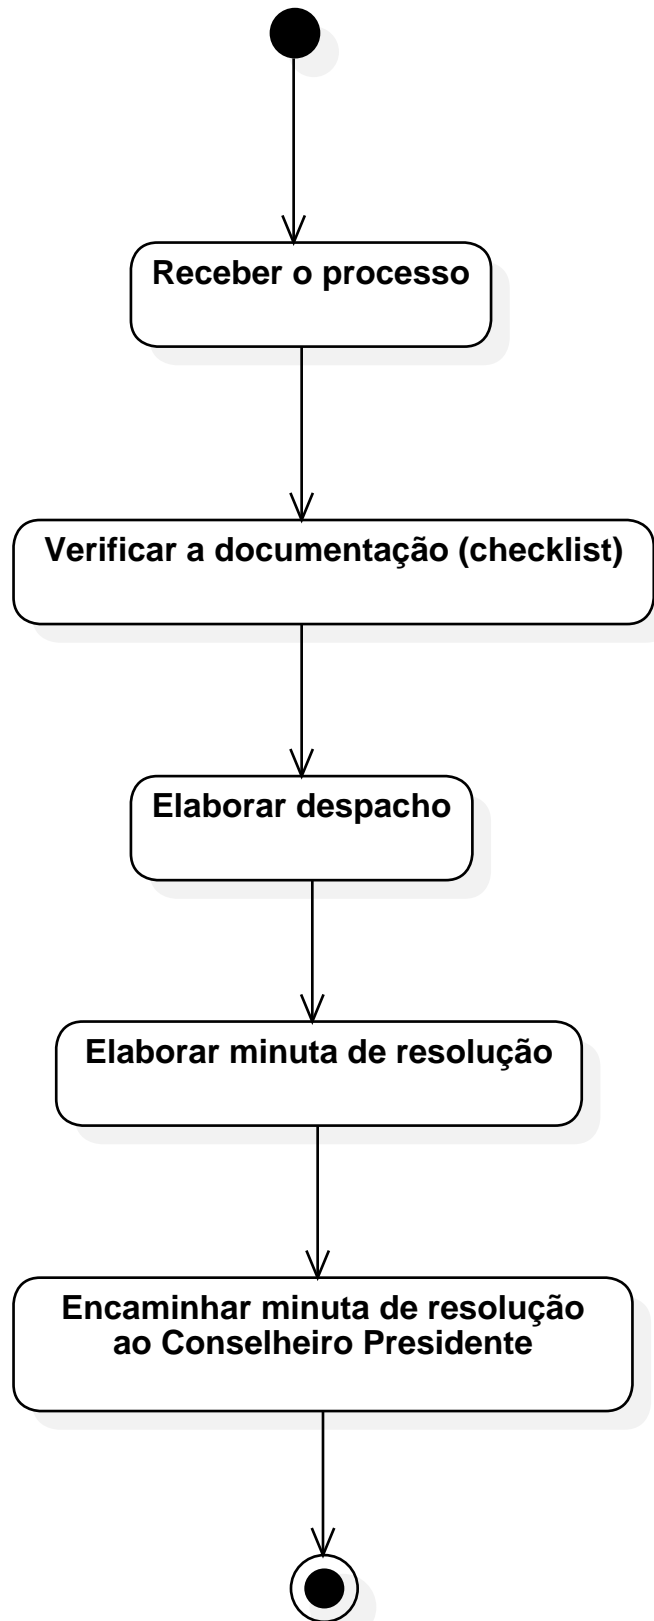 Receber o processo
Verificar a documentação (checklist)
Elaborar despacho
Elaborar minuta de resolução
Encaminhar minuta de resolução
ao Conselheiro Presidente